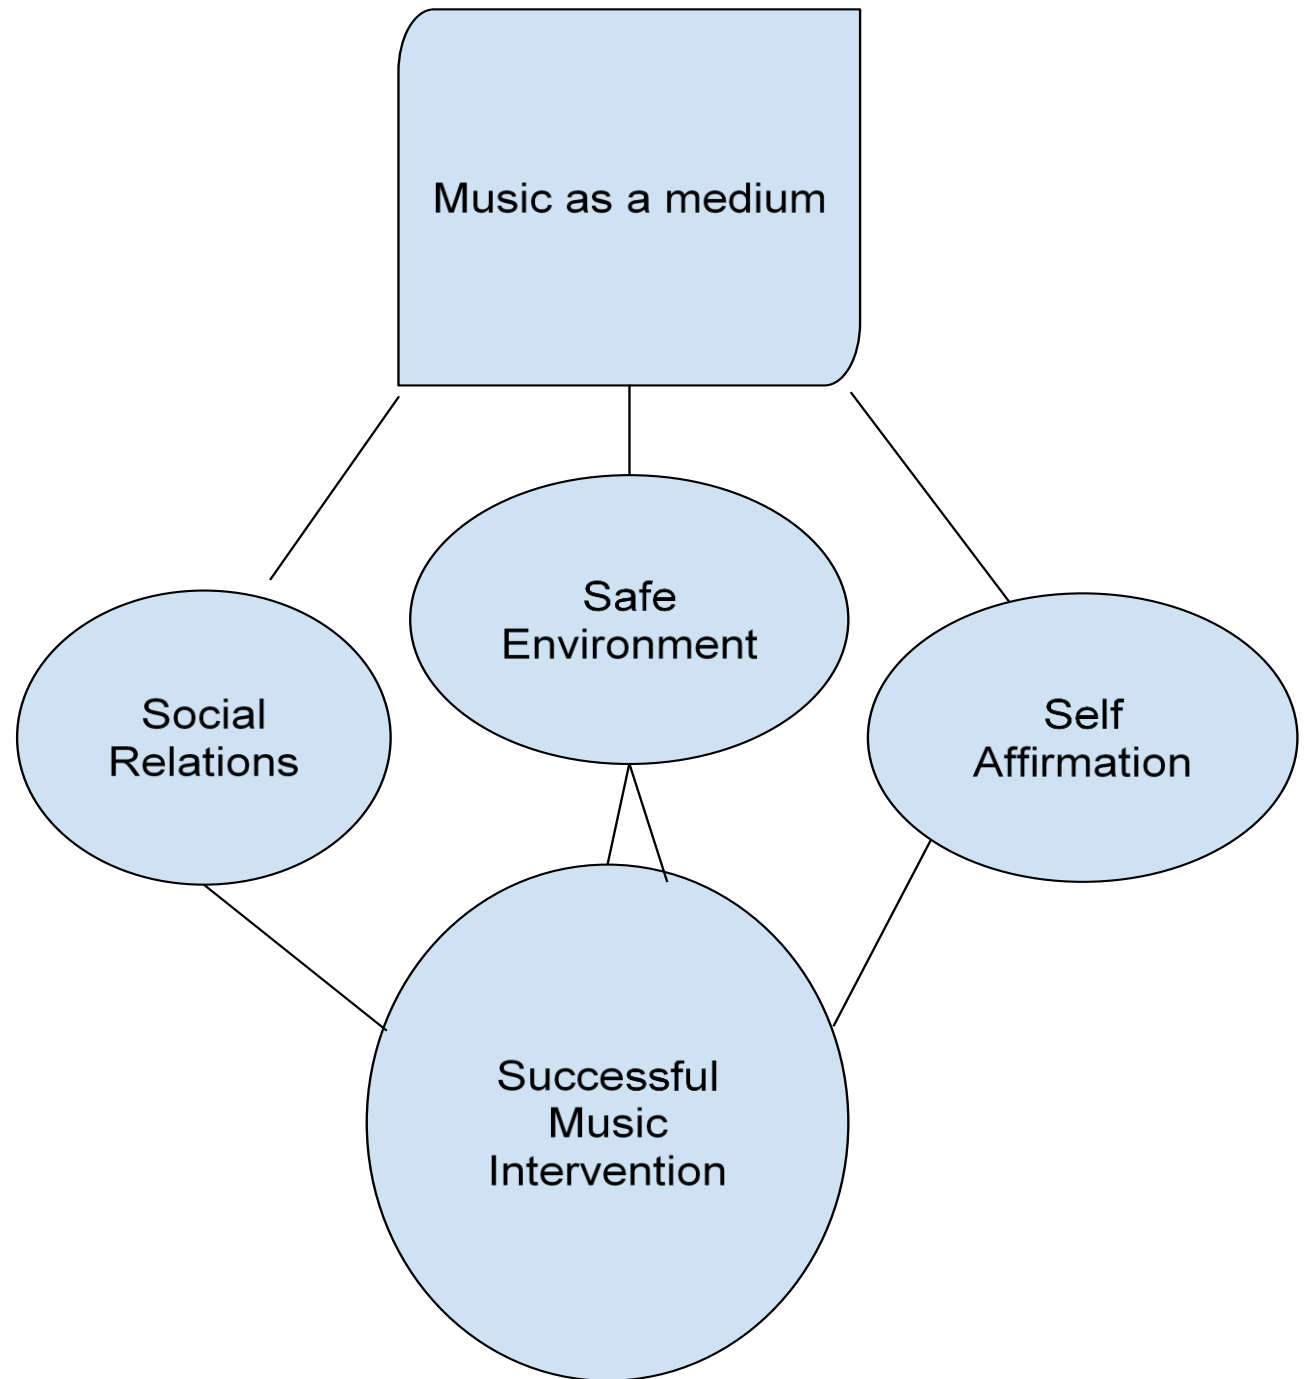 Music as a medium
Safe
Environment
Social
Relations
Self
Affirmation
Successful
Music
Intervention